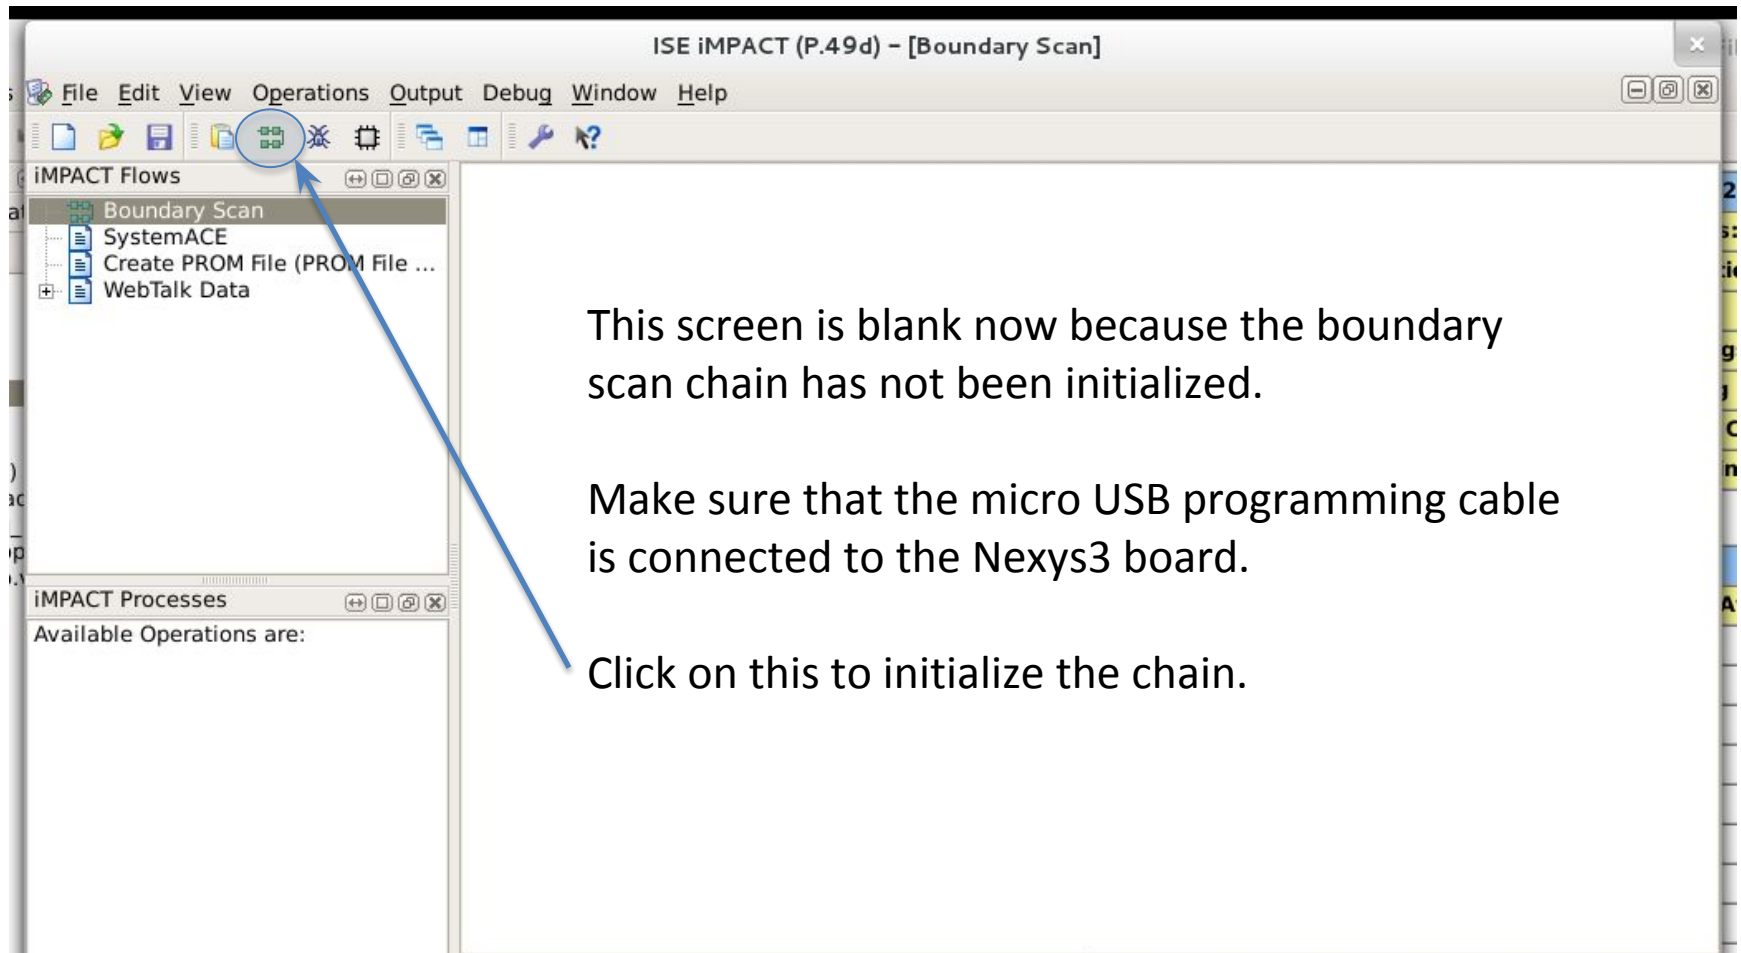 ISE iMPACT (P.49d) – [Boundary Scan]
File Edit View Operations Output Debug Window Help
iMPACT Flows
Boundary Scan
SystemACE
Create PROM File (PROM File ...
WebTalk Data
This screen is blank now because the boundary
scan chain has not been initialized.
Make sure that the micro USB programming cable
is connected to the Nexys3 board.
iMPACT Processes
Available Operations are:
Click on this to initialize the chain.